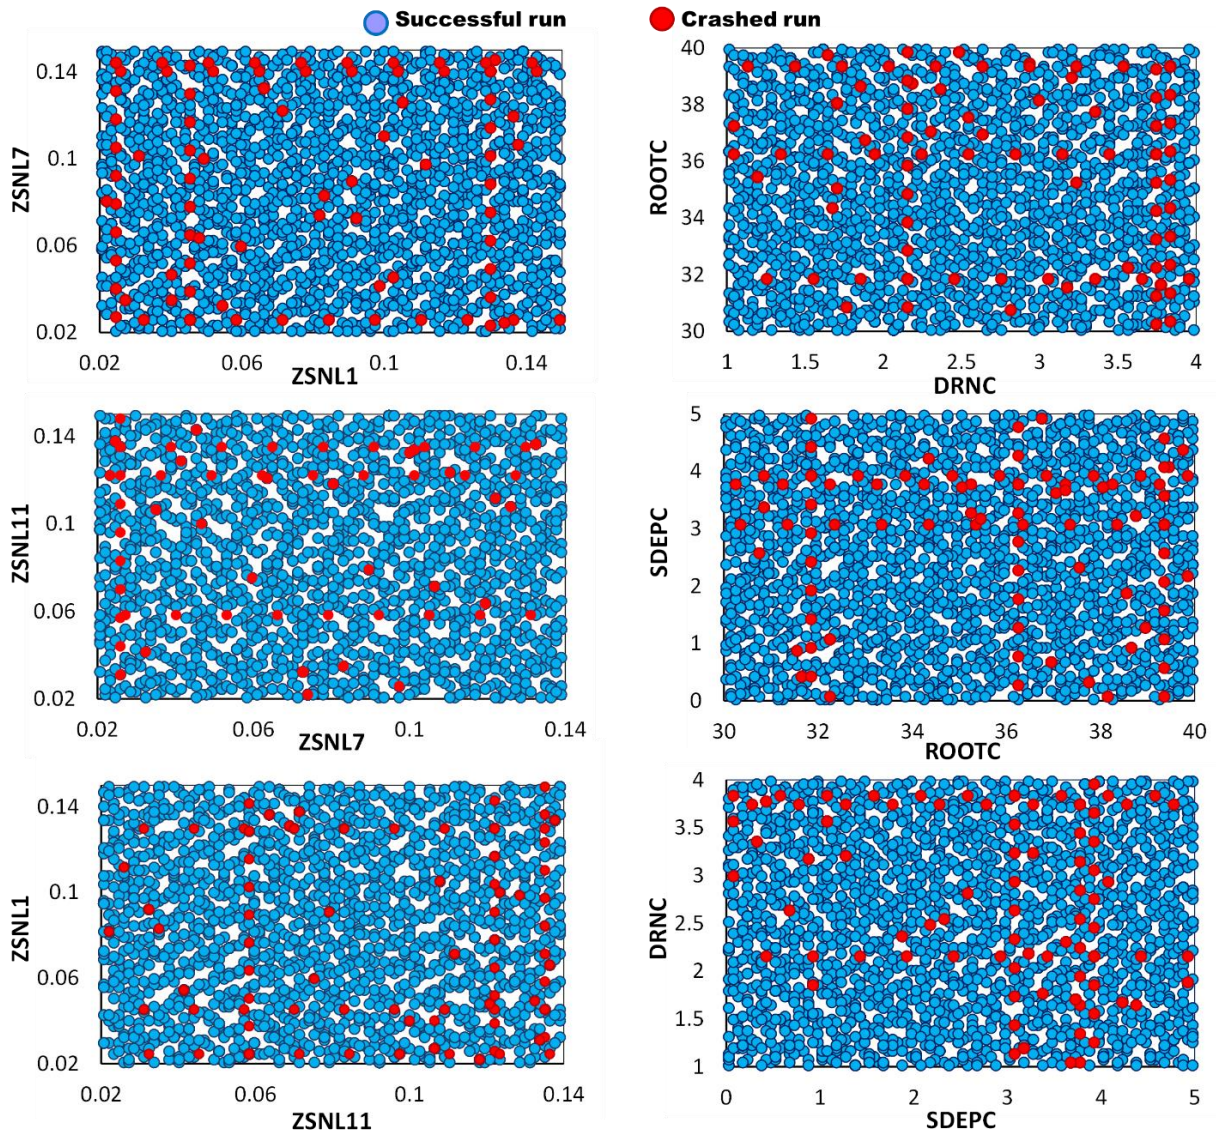 Successful run
Crashed run
ZSNL7
0.14
0.1
0.06
0.02
0.02 0.06 0.1 0.14
ZSNL1
ROOTC
40
38
36
34
32
30
1 1.5 2 2.5 3 3.5 4
DRNC
ZSNL11
0.14
0.1
0.06
0.02
0.02 0.06 0.1 0.14
ZSNL7
SDEPC
5
4
3
2
1
0
30 32 34 36 38 40
ROOTC
ZSNL1
0.14
0.1
0.06
0.02
0.02 0.06 0.1 0.14
ZSNL11
DRNC
4
3.5
3
2.5
2
1.5
1
0 1 2 3 4 5
SDEPC